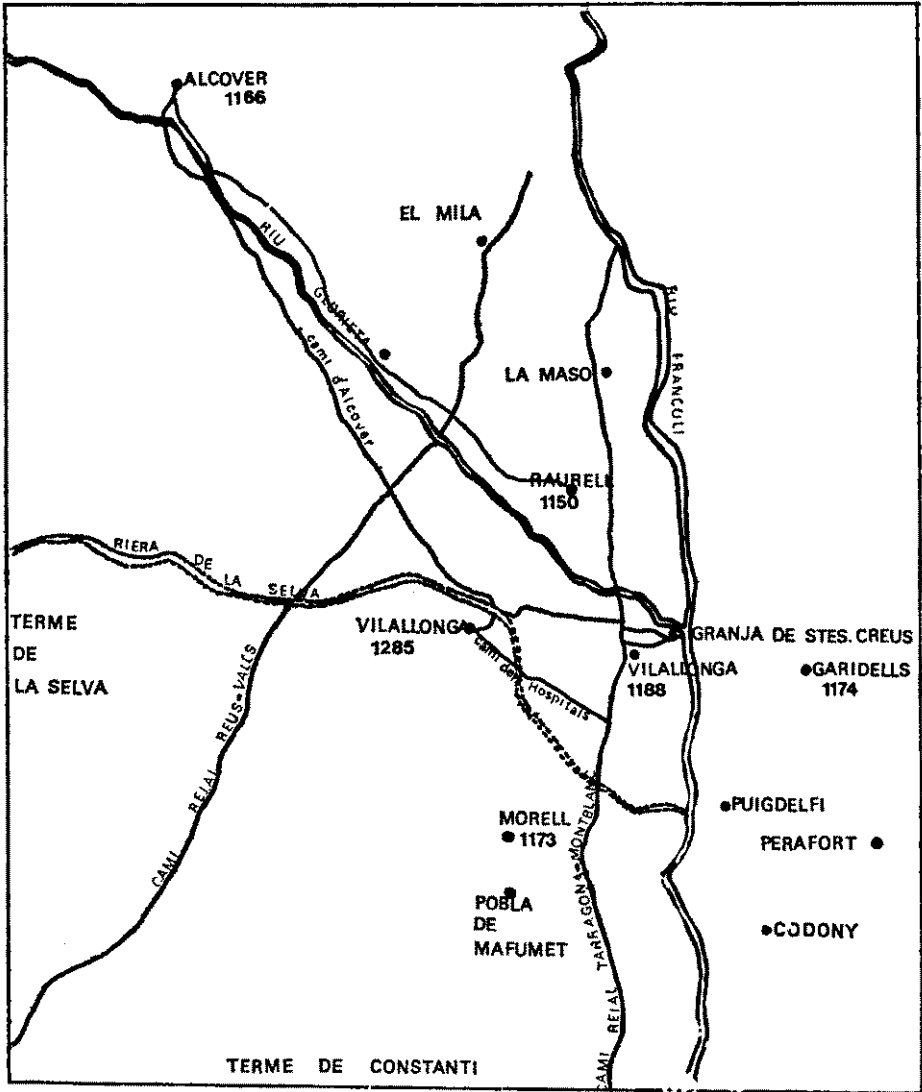 ALCOVER
1166
EL MILA
RIU
GLORIETA
camí d'Alcover
RIU
FRANCOLI
LA MASO
RAURELL
1150
RIERA
DE
LA
SELVA
TERME
DE
LA SELVA
VILALLONGA
1285
GRANJA DE STES. CREUS
VILALLONGA
1188
GARIDELLS
1174
camí dels Hospitals
CAMI REIAL REUS-VALLS
PUIGDELFI
MORELL
1173
PERAFORT
POBLA
DE
MAFUMET
CODONY
CAMI REIAL TARRAGONA-MONTBLANC
TERME DE CONSTANTI